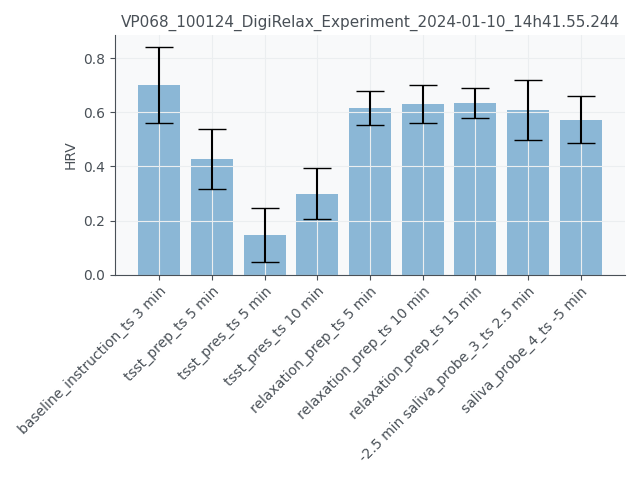 VP068_100124_DigiRelax_Experiment_2024-01-10_14h41.55.244
HRV
0.8
0.6
0.4
0.2
0.0
baseline_instruction_ts 3 min
tsst_prep_ts 5 min
tsst_pres_ts 5 min
tsst_pres_ts 10 min
relaxation_prep_ts 5 min
relaxation_prep_ts 10 min
relaxation_prep_ts 15 min
-2.5 min saliva_probe_3_ts 2.5 min
saliva_probe_4_ts -5 min